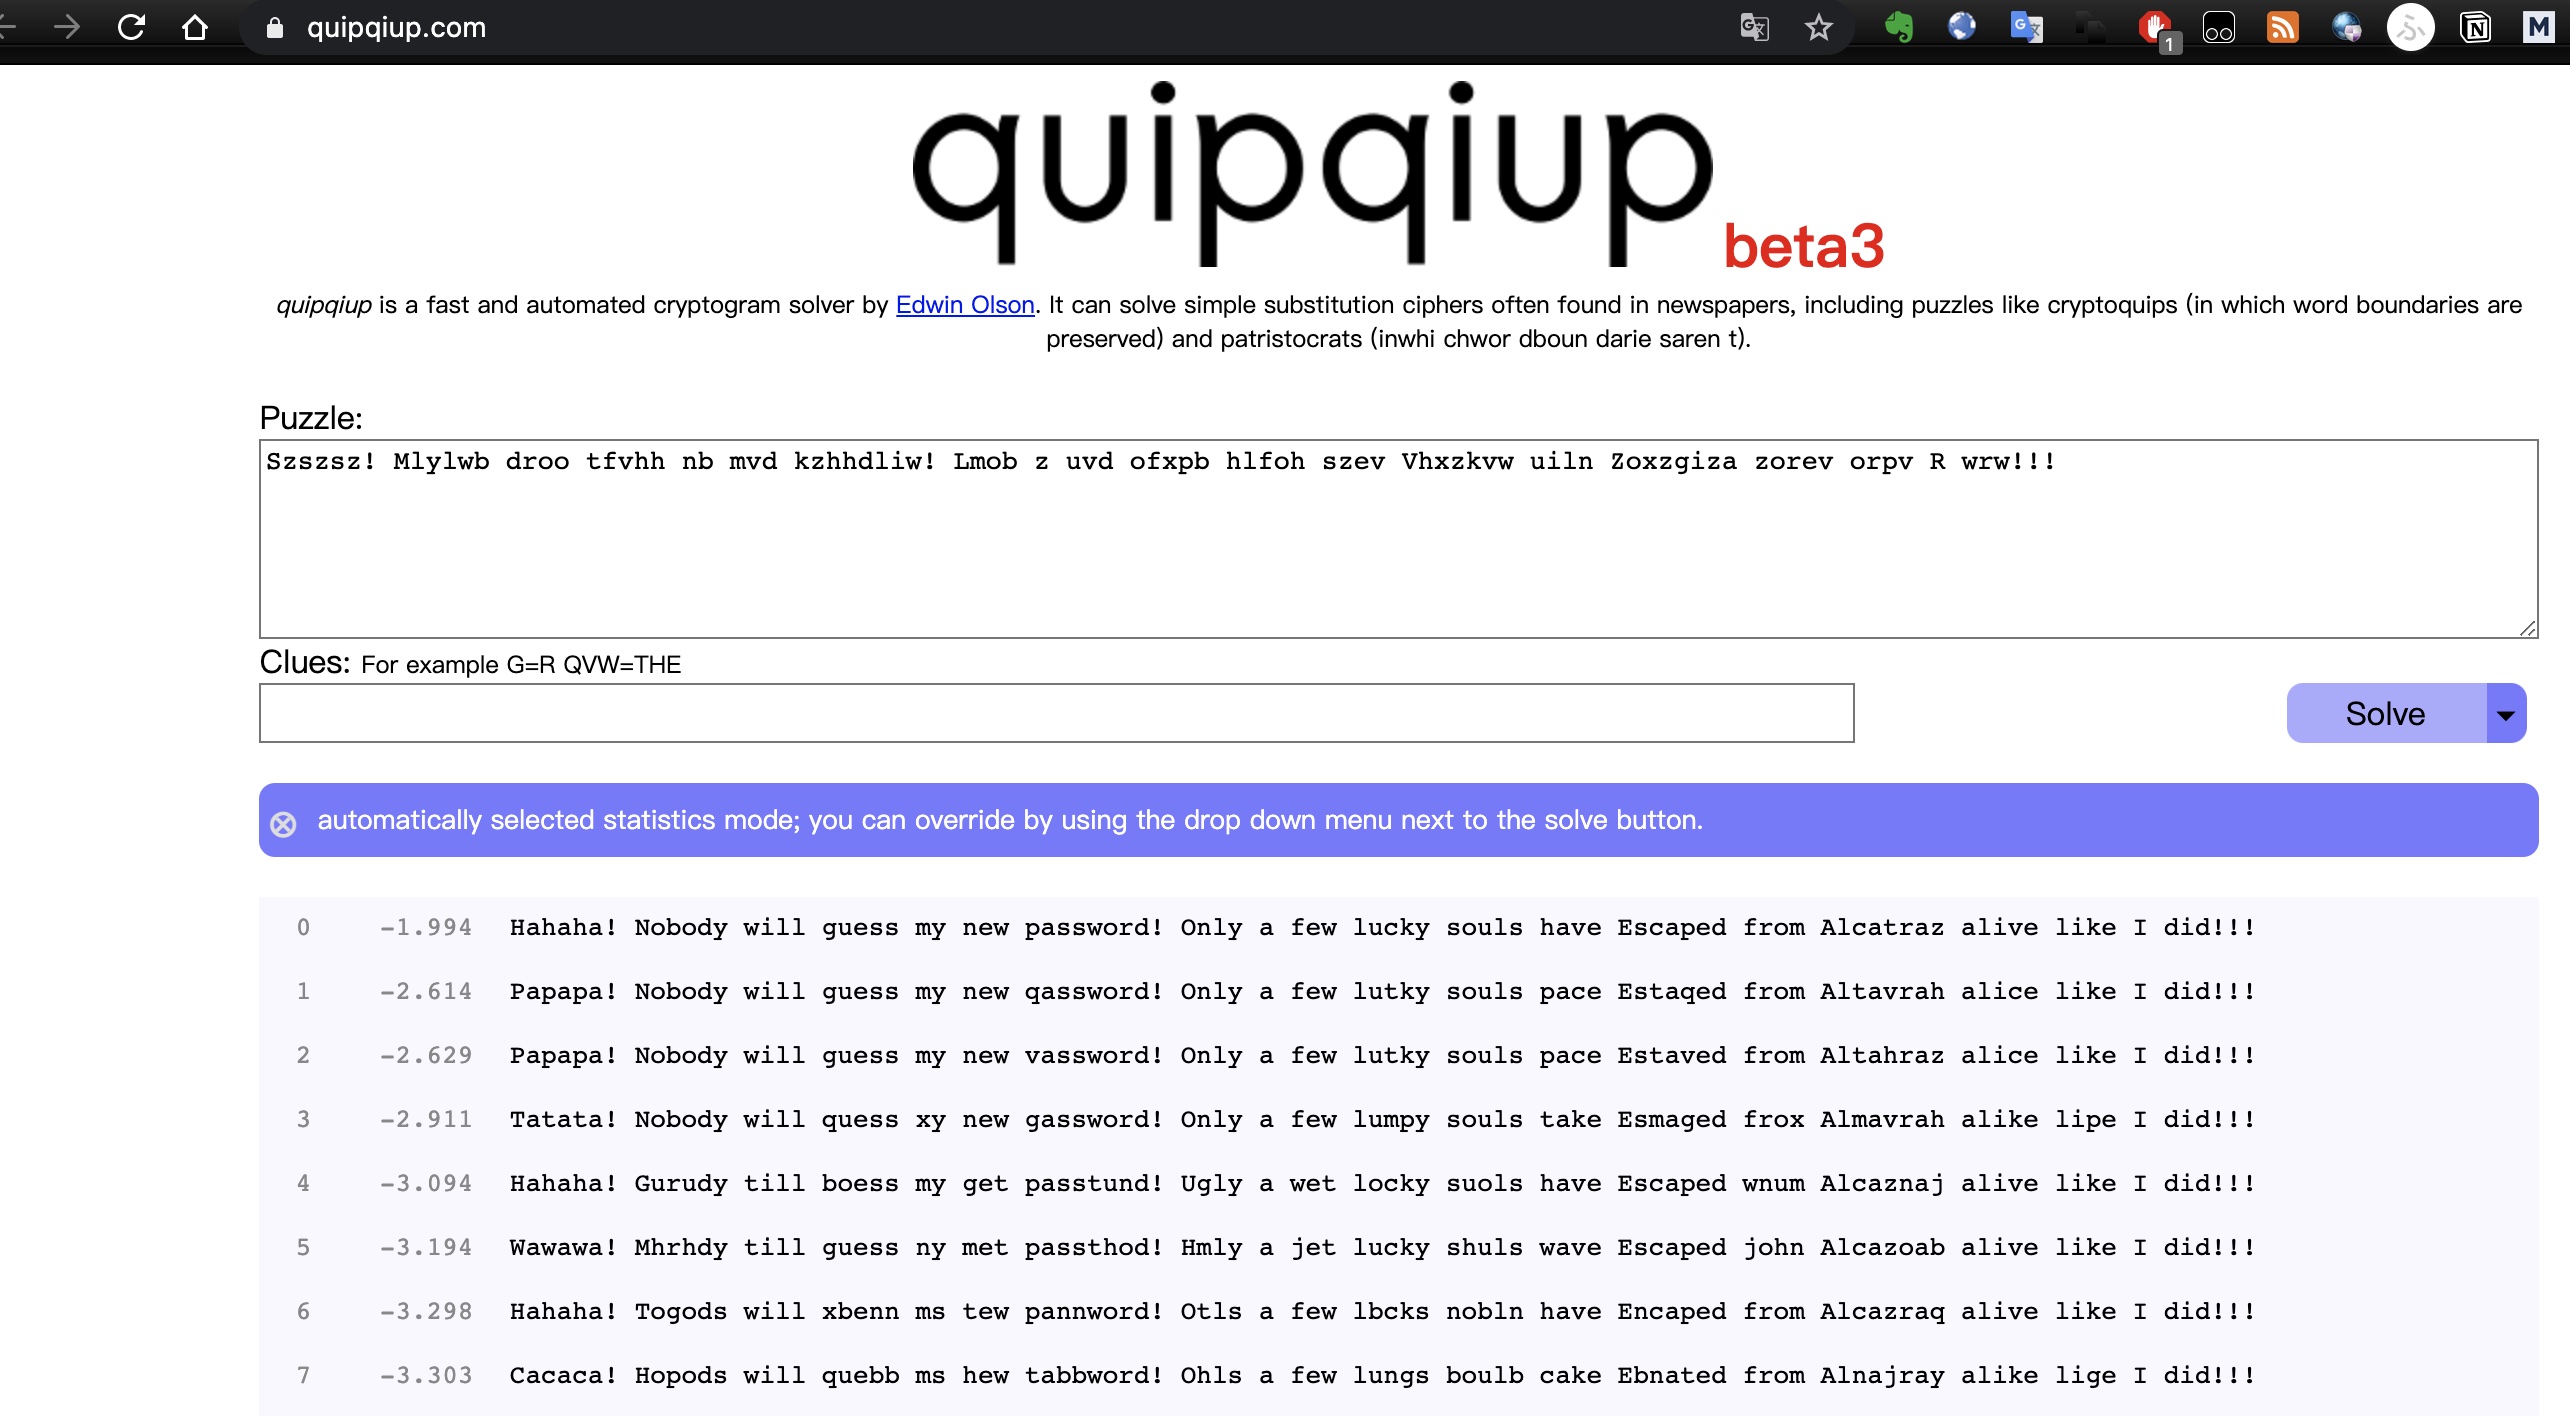 quipqiup.com
1
quipqiup beta3
quipqiup is a fast and automated cryptogram solver by Edwin Olson. It can solve simple substitution ciphers often found in newspapers, including puzzles like cryptoquips (in which word boundaries are
preserved) and patristocrats (inwhi chwor dboun darie saren t).
Puzzle:
Szszsz! Mlylwb droo tfvhh nb mvd kzhhdliw! Lmob z uvd ofxpb hlfoh szev Vhxzkvw uiln Zoxzgiza zorev orpv R wrw!!!
Clues: For example G=R QVW=THE
Solve
automatically selected statistics mode; you can override by using the drop down menu next to the solve button.
0 -1.994 Hahaha! Nobody will guess my new password! Only a few lucky souls have Escaped from Alcatraz alive like I did!!!
1 -2.614 Papapa! Nobody will guess my new qassword! Only a few lutky souls pace Estaqed from Altavrah alice like I did!!!
2 -2.629 Papapa! Nobody will guess my new vassword! Only a few lutky souls pace Estaved from Altahraz alice like I did!!!
3 -2.911 Tatata! Nobody will quess xy new gassword! Only a few lumpy souls take Esmaged frox Almavrah alike lipe I did!!!
4 -3.094 Hahaha! Gurudy till boess my get passtund! Ugly a wet locky suols have Escaped wnum Alcaznaj alive like I did!!!
5 -3.194 Wawawa! Mhrhdy till guess ny met passthod! Hmly a jet lucky shuls wave Escaped john Alcazoab alive like I did!!!
6 -3.298 Hahaha! Togods will xbenn ms tew pannword! Otls a few lbcks nobln have Encaped from Alcazraq alive like I did!!!
7 -3.303 Cacaca! Hopods will quebb ms hew tabbword! Ohls a few lungs boulb cake Ebnated from Alnajray alike lige I did!!!